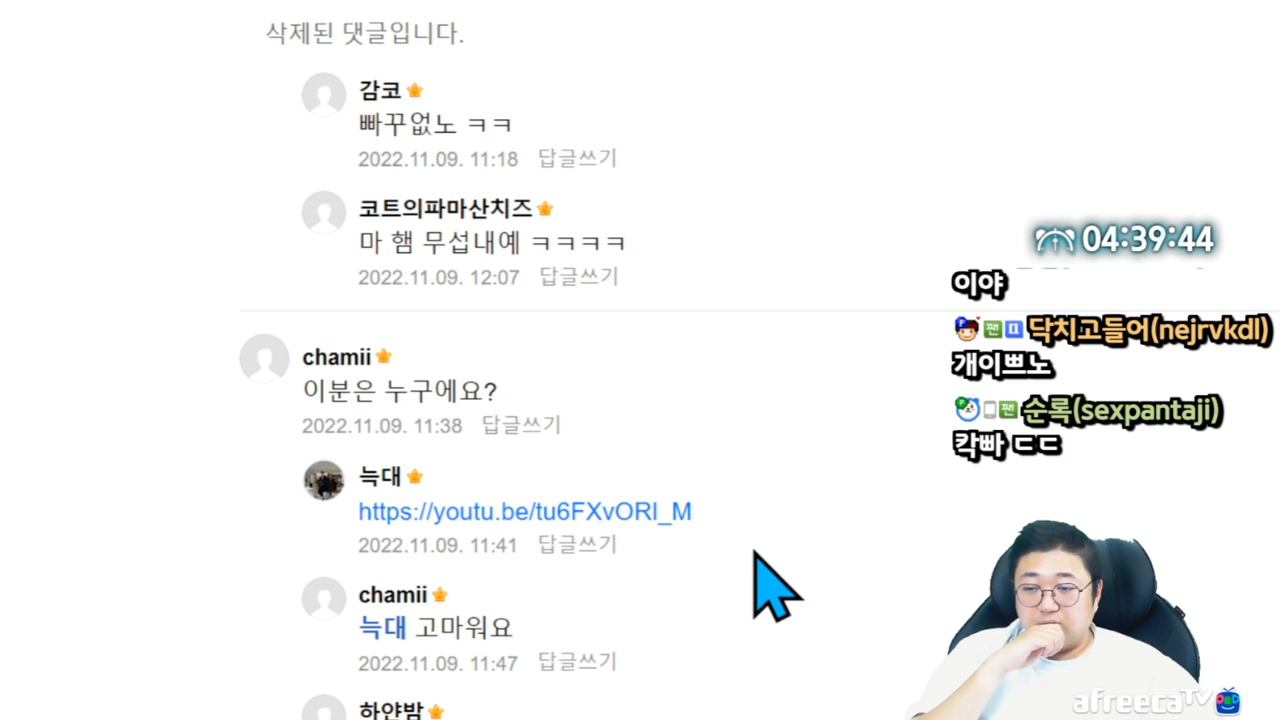 삭제된 댓글입니다.
감코
빠꾸없노 ㅋㅋ
2022.11.09. 11:18 답글쓰기
코트의파마산치즈
마 햄 무섭내예 ㅋㅋㅋㅋ
2022.11.09. 12:07 답글쓰기
chamii
이분은 누구에요?
2022.11.09. 11:38 답글쓰기
늑대
https://youtu.be/tu6FXvORI_M
2022.11.09. 11:41 답글쓰기
chamii
늑대 고마워요
2022.11.09. 11:47 답글쓰기
하얀밤
04:39:44
이야
닥치고들어(nejrvkdl)
개이쁘노
순록(sexpantaji)
칵빠 ㄷㄷ
afreecaTV